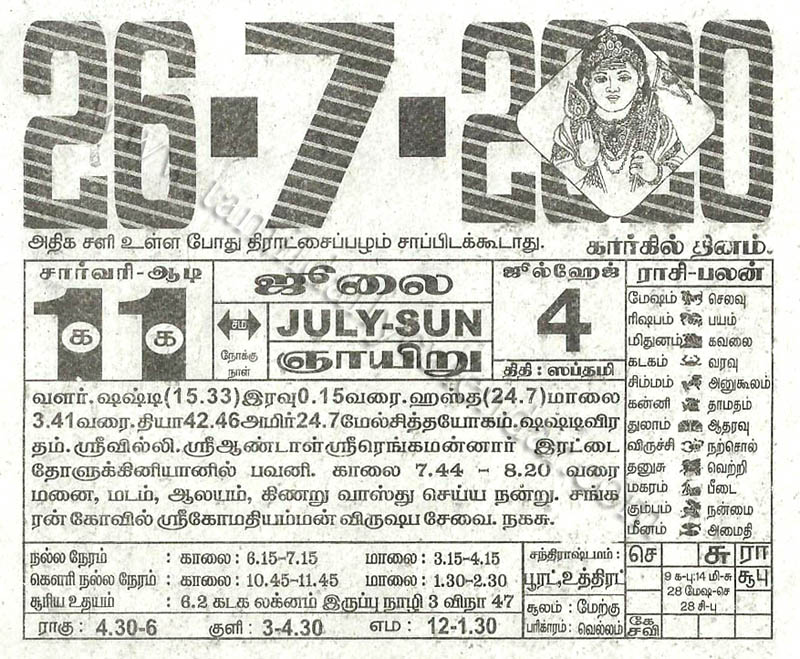 26·7·2020
அதிக சளி உள்ள போது திராட்சைப்பழம் சாப்பிடக்கூடாது.
கார்கில் தினம்.
சார்வரி-ஆடி
11
க க
ஜூலை
சம
நோக்கு
நாள்
JULY-SUN
ஞாயிறு
ஜுல்ஹேஜ்
4
திதி: ஸப்தமி
ராசி-பலன்
மேஷம் செலவு
ரிஷபம் பயம்
மிதுனம் கவலை
கடகம் வரவு
சிம்மம் அனுகூலம்
கன்னி தாமதம்
துலாம் ஆதரவு
விருச்சி நற்சொல்
தனுசு வெற்றி
மகரம் பீடை
கும்பம் நன்மை
மீனம் அமைதி
வளர். ஷஷ்டி(15.33)இரவு0.15வரை.ஹஸ்த(24.7)மாலை
3.41வரை.தியா42.46அமிர்24.7மேல்சித்தயோகம்.ஷஷ்டிவிர
தம்.ஸ்ரீவில்லி.ஸ்ரீஆண்டாள்ஸ்ரீரெங்கமன்னார் இரட்டை
தோளுக்கினியானில் பவனி. காலை 7.44 - 8.20 வரை
மனை, மடம், ஆலயம், கிணறு வாஸ்து செய்ய நன்று. சங்க
ரன் கோவில் ஸ்ரீகோமதியம்மன் விருஷப சேவை. நகசு.
நல்ல நேரம் : காலை: 6.15-7.15 மாலை: 3.15-4.15
கௌரி நல்ல நேரம் : காலை: 10.45-11.45 மாலை: 1.30-2.30
சூரிய உதயம் : 6.2 கடக லக்னம் இருப்பு நாழி 3 விநா 47
ராகு: 4.30-6 குளி: 3-4.30 எம: 12-1.30
சந்திராஷ்டமம்:
பூரட்,உத்திரட்
சூலம்: மேற்கு
பரிகாரம்: வெல்லம்
செ சு ரா
9 க-பு:14 மி-சு
28 மேஷ-செ
28 சி-பு
சூபு
கே
சவி